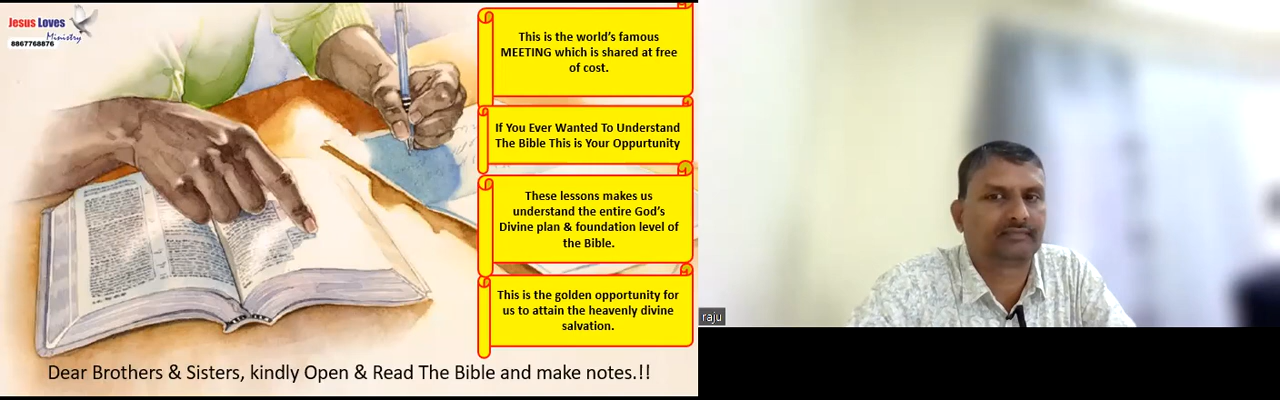 Jesus Loves
Ministry
8867768876
This is the world's famous
MEETING which is shared at free
of cost.
If You Ever Wanted To Understand
The Bible This is Your Oppurtunity
These lessons makes us
understand the entire God's
Divine plan & foundation level of
the Bible.
This is the golden opportunity for
us to attain the heavenly divine
salvation.
Dear Brothers & Sisters, kindly Open & Read The Bible and make notes.!!
raju